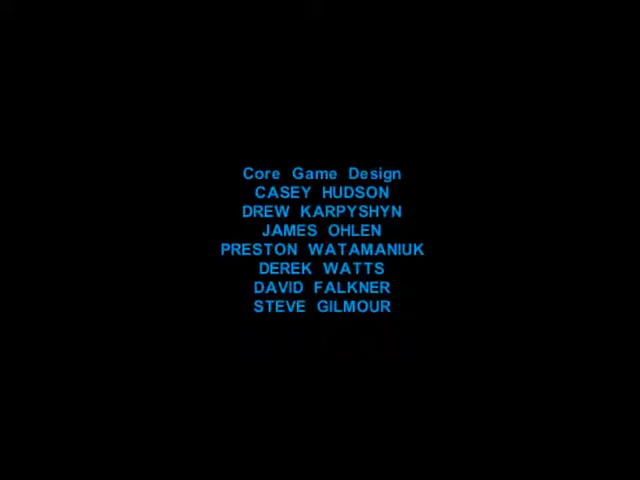 Core Game Design
CASEY HUDSON
DREW KARPYSHYN
JAMES OHLEN
PRESTON WATAMANIUK
DEREK WATTS
DAVID FALKNER
STEVE GILMOUR